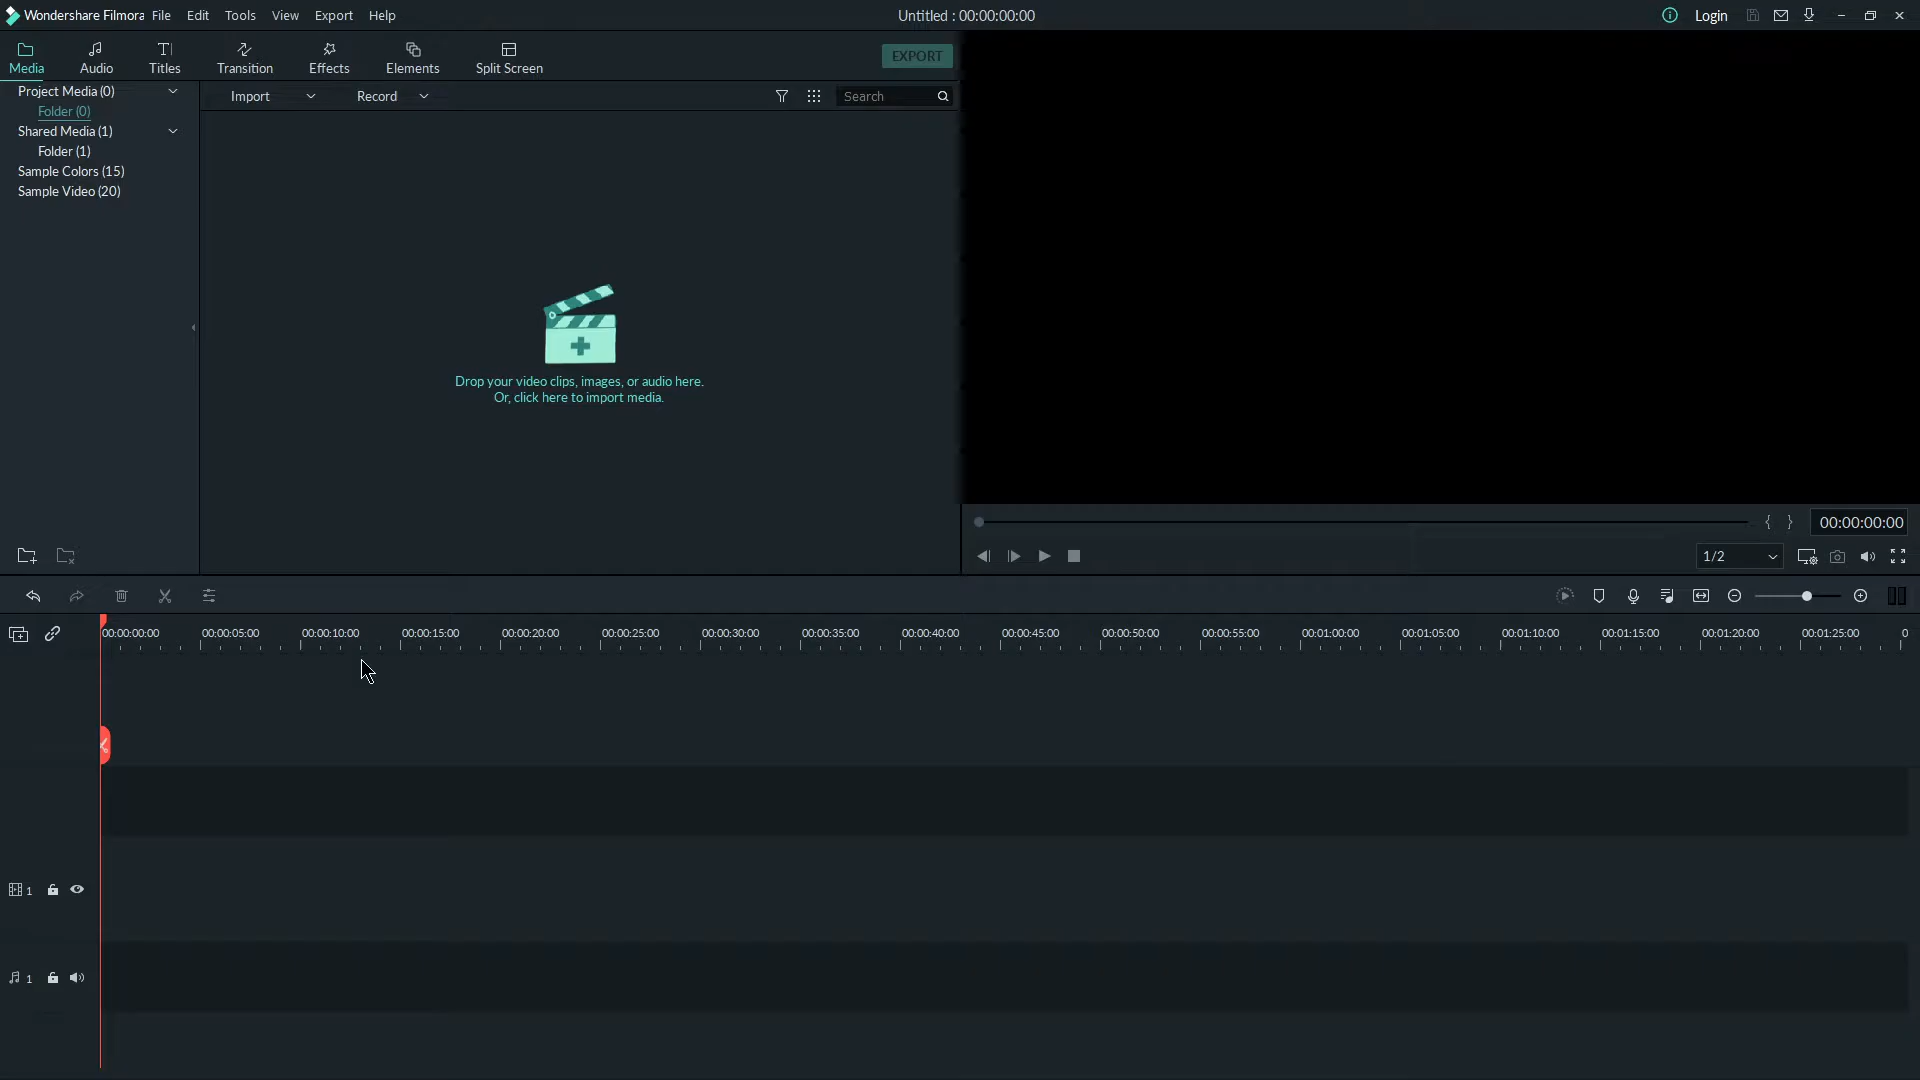 Wondershare Filmora File Edit Tools View Export Help Untitled : 00:00:00:00 Login
Media Audio Titles Transition Effects Elements Split Screen EXPORT
Project Media (0)
Folder (0)
Shared Media (1)
Folder (1)
Sample Colors (15)
Sample Video (20)
Import Record Search
Drop your video clips, images, or audio here.
Or, click here to import media.
{ } 00:00:00:00
1/2
00:00:00:00 00:00:05:00 00:00:10:00 00:00:15:00 00:00:20:00 00:00:25:00 00:00:30:00 00:00:35:00 00:00:40:00 00:00:45:00 00:00:50:00 00:00:55:00 00:01:00:00 00:01:05:00 00:01:10:00 00:01:15:00 00:01:20:00 00:01:25:00 0
1
1